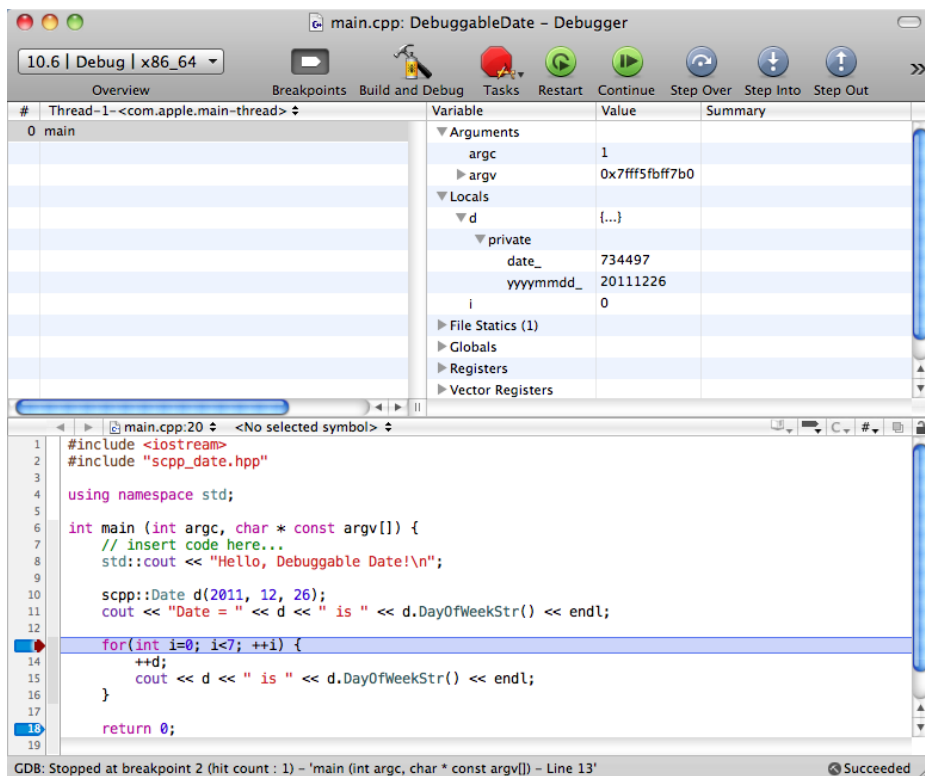 main.cpp: DebuggableDate – Debugger
10.6 | Debug | x86_64
Overview Breakpoints Build and Debug Tasks Restart Continue Step Over Step Into Step Out »
# Thread-1-<com.apple.main-thread> Variable Value Summary
0 main
Arguments
argc 1
argv 0x7fff5fbff7b0
Locals
d {...}
private
date_ 734497
yyyymmdd_ 20111226
i 0
File Statics (1)
Globals
Registers
Vector Registers
main.cpp:20 <No selected symbol> C #
1 #include <iostream>
2 #include "scpp_date.hpp"
3
4 using namespace std;
5
6 int main (int argc, char * const argv[]) {
7 // insert code here...
8 std::cout << "Hello, Debuggable Date!\n";
9
10 scpp::Date d(2011, 12, 26);
11 cout << "Date = " << d << " is " << d.DayOfWeekStr() << endl;
12
for(int i=0; i<7; ++i) {
14 ++d;
15 cout << d << " is " << d.DayOfWeekStr() << endl;
16 }
17
18 return 0;
19
GDB: Stopped at breakpoint 2 (hit count : 1) – 'main (int argc, char * const argv[]) – Line 13' Succeeded